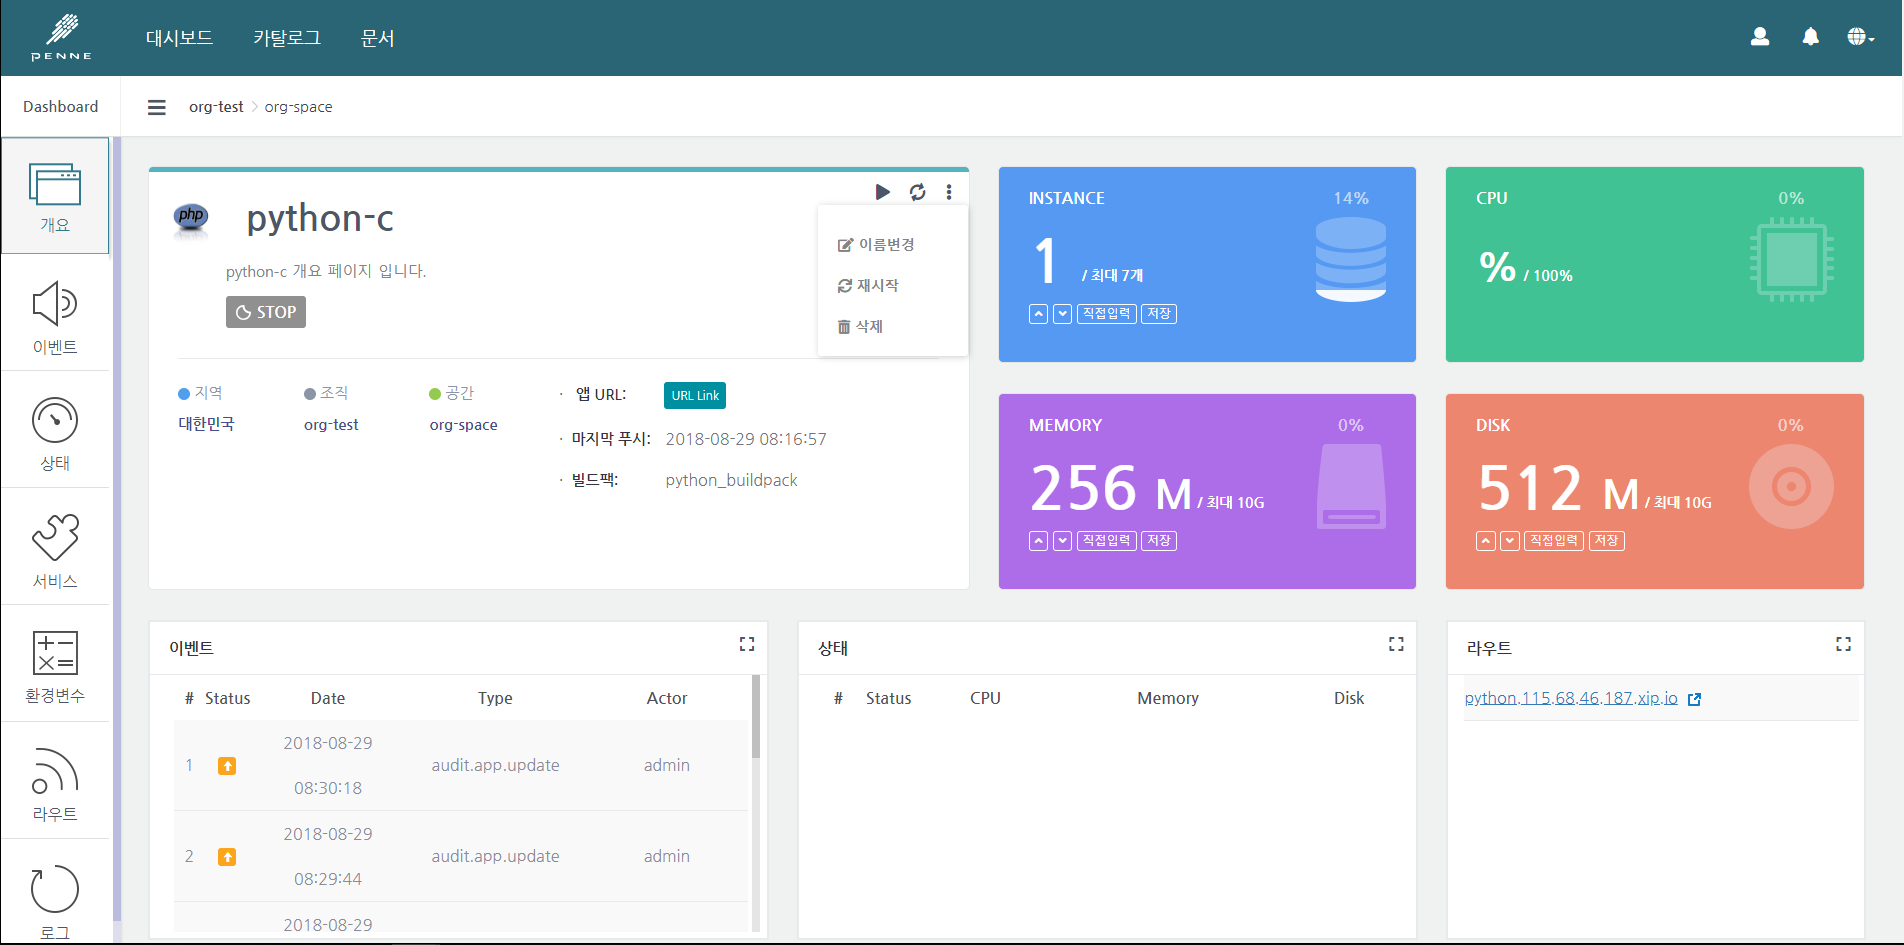 PENNE
대시보드 카탈로그 문서
Dashboard
org-test org-space
개요
이벤트
상태
서비스
환경변수
라우트
로그
php
python-c
python-c 개요 페이지 입니다.
STOP
이름변경
재시작
삭제
지역 조직 공간
대한민국 org-test org-space
· 앱 URL: URL Link
· 마지막 푸시: 2018-08-29 08:16:57
· 빌드팩: python_buildpack
INSTANCE 14%
1 / 최대 7개
직접입력 저장
CPU 0%
% / 100%
MEMORY 0%
256 M / 최대 10G
직접입력 저장
DISK 0%
512 M / 최대 10G
직접입력 저장
이벤트
# Status Date Type Actor
1 2018-08-29 08:30:18 audit.app.update admin
2 2018-08-29 08:29:44 audit.app.update admin
2018-08-29
상태
# Status CPU Memory Disk
라우트
python.115.68.46.187.xip.io